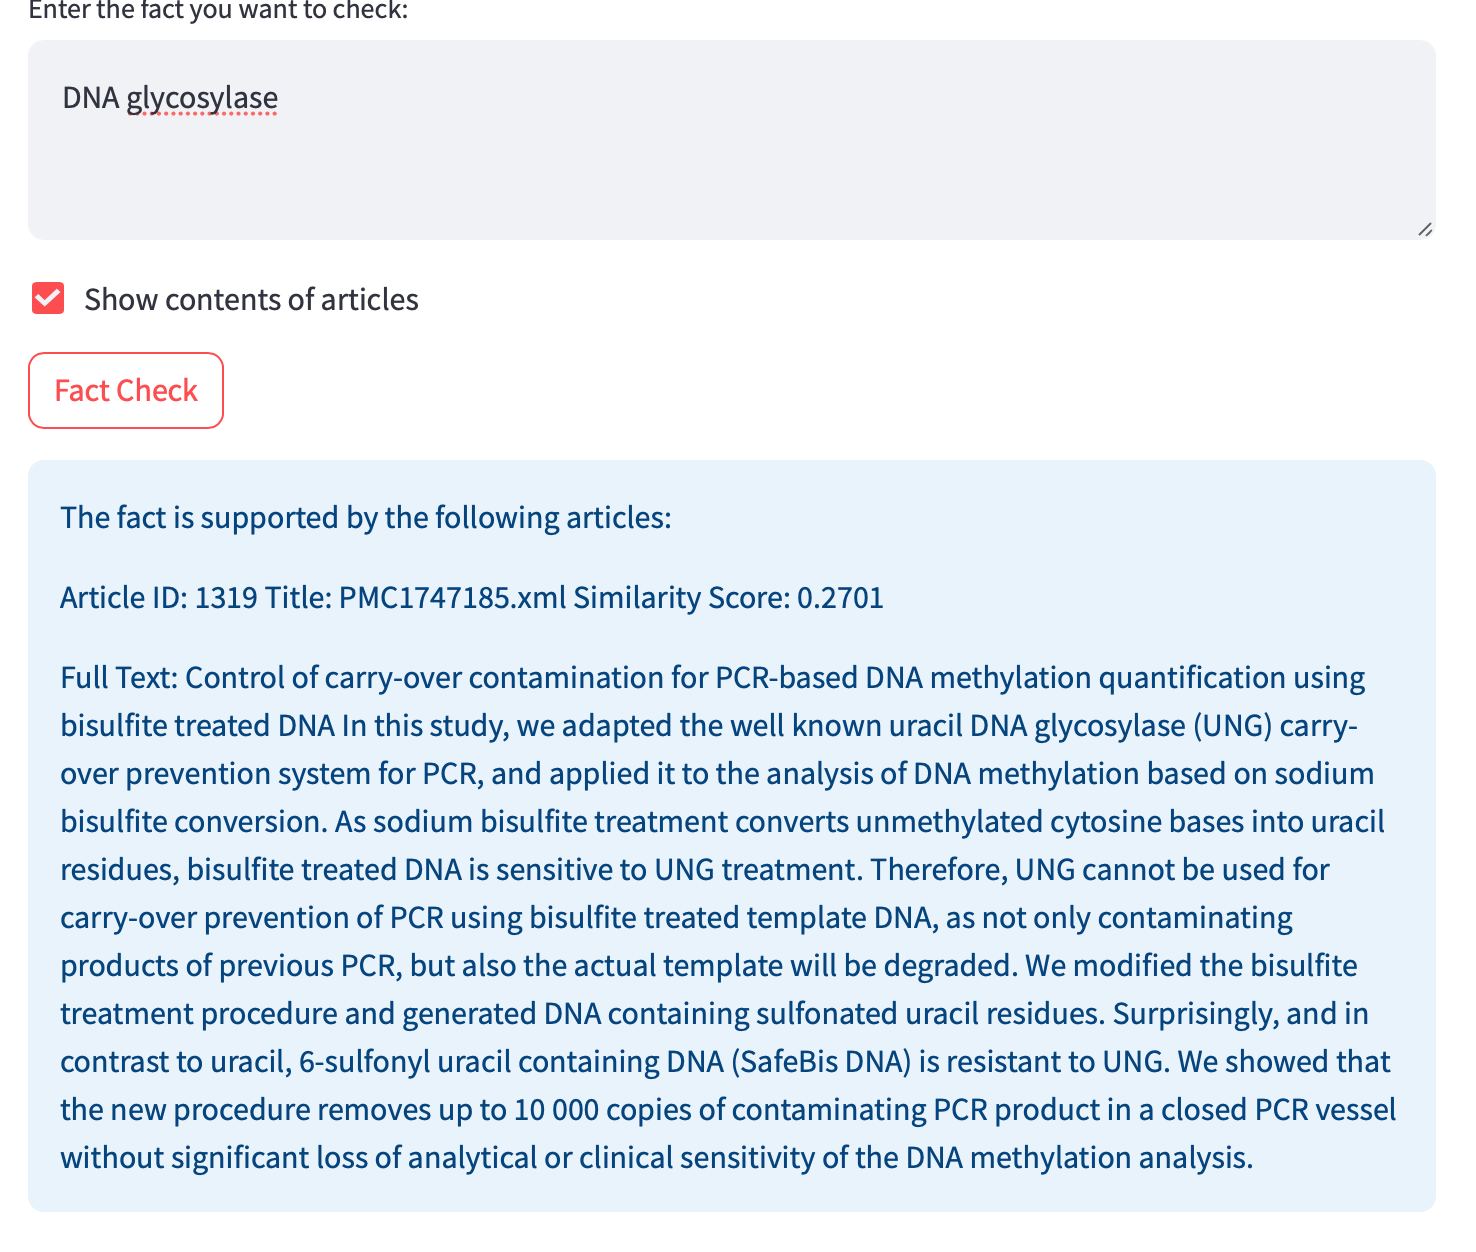 Enter the fact you want to check:
DNA glycosylase
Show contents of articles
Fact Check
The fact is supported by the following articles:
Article ID: 1319 Title: PMC1747185.xml Similarity Score: 0.2701
Full Text: Control of carry-over contamination for PCR-based DNA methylation quantification using
bisulfite treated DNA In this study, we adapted the well known uracil DNA glycosylase (UNG) carry-
over prevention system for PCR, and applied it to the analysis of DNA methylation based on sodium
bisulfite conversion. As sodium bisulfite treatment converts unmethylated cytosine bases into uracil
residues, bisulfite treated DNA is sensitive to UNG treatment. Therefore, UNG cannot be used for
carry-over prevention of PCR using bisulfite treated template DNA, as not only contaminating
products of previous PCR, but also the actual template will be degraded. We modified the bisulfite
treatment procedure and generated DNA containing sulfonated uracil residues. Surprisingly, and in
contrast to uracil, 6-sulfonyl uracil containing DNA (SafeBis DNA) is resistant to UNG. We showed that
the new procedure removes up to 10 000 copies of contaminating PCR product in a closed PCR vessel
without significant loss of analytical or clinical sensitivity of the DNA methylation analysis.